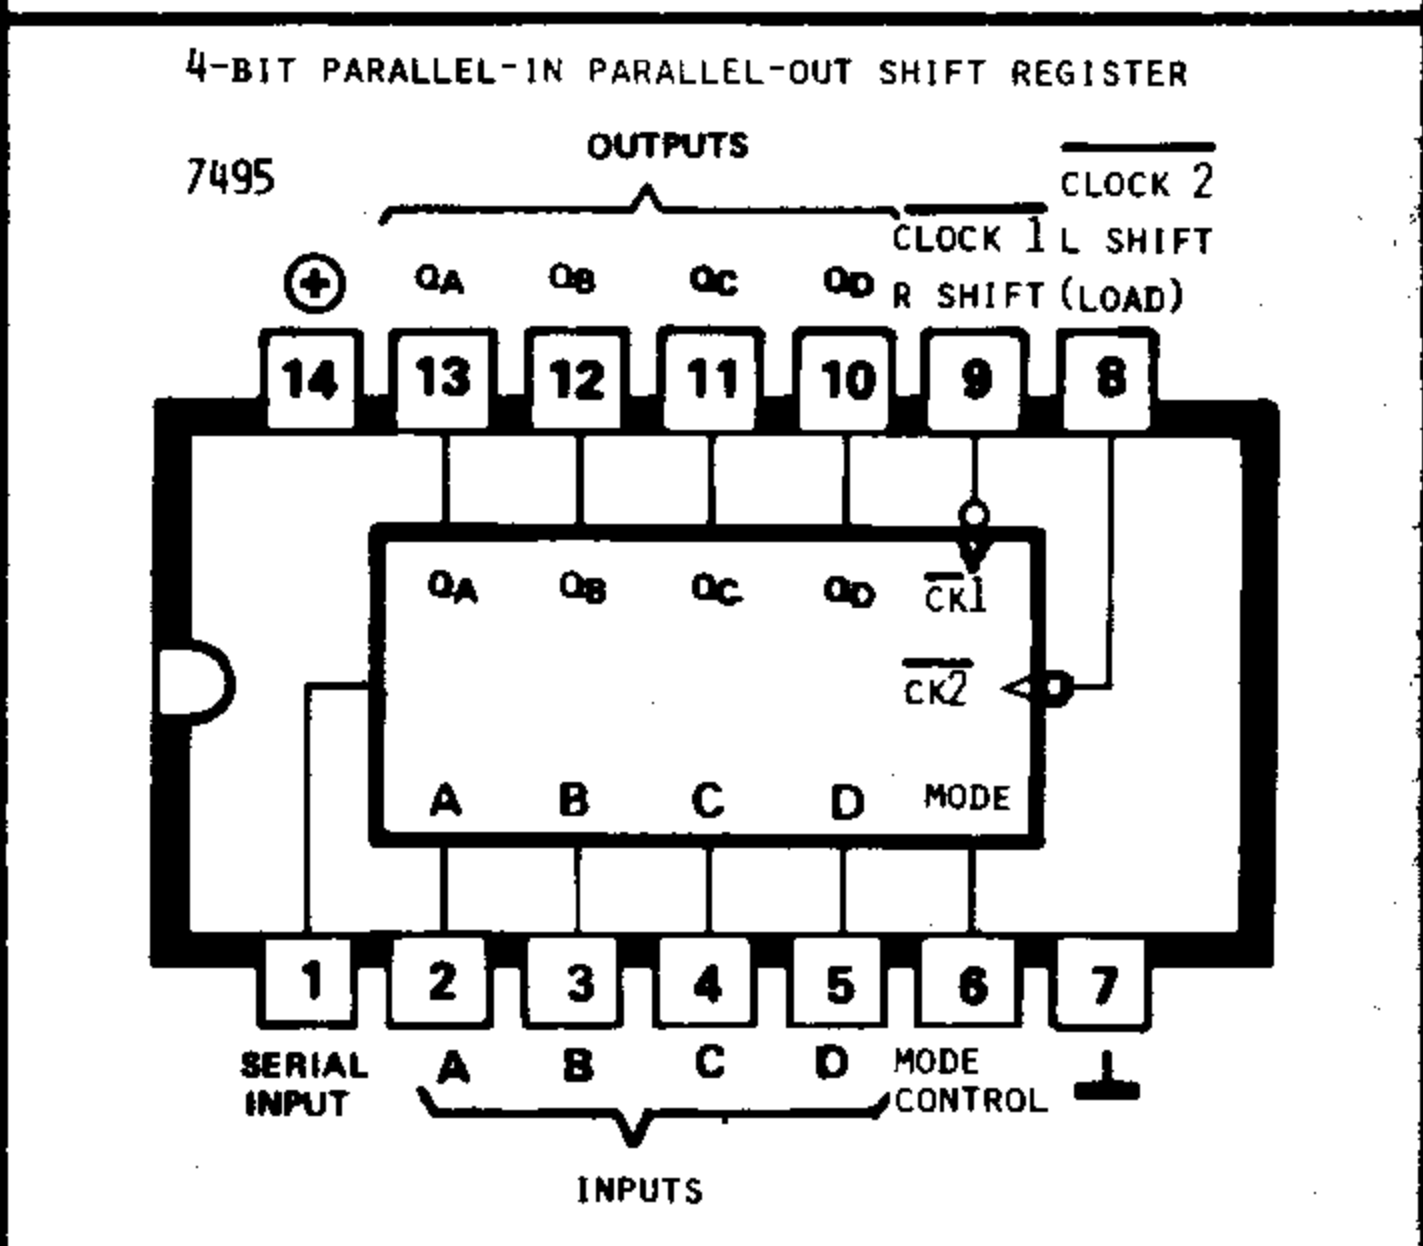 4-BIT PARALLEL-IN PARALLEL-OUT SHIFT REGISTER
OUTPUTS
7495
CLOCK 2
CLOCK 1 L SHIFT
QA QB QC QD R SHIFT (LOAD)
14 13 12 11 10 9 8
QA QB QC QD CK1
CK2
A B C D MODE
1 2 3 4 5 6 7
SERIAL INPUT
A B C D
MODE CONTROL
INPUTS